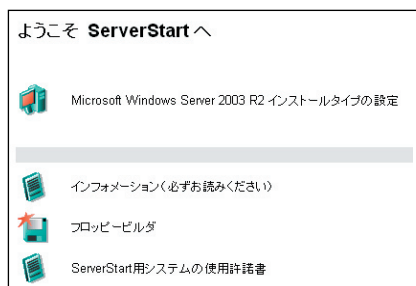 ようこそ ServerStart へ
Microsoft Windows Server 2003 R2 インストールタイプの設定
インフォメーション(必ずお読みください)
フロッピービルダ
ServerStart用システムの使用許諾書